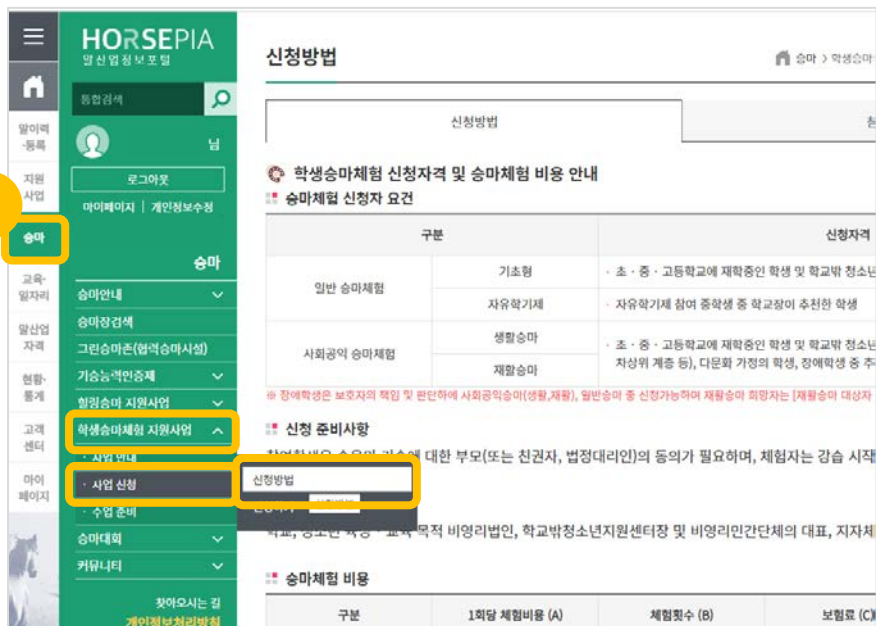 HORSEPIA
말산업정보포털
통합검색
님
로그아웃
마이페이지 | 개인정보수정
말이력
·등록
지원
사업
승마
교육·
일자리
말산업
자격
현황·
통계
고객
센터
마이
페이지
승마
승마안내
승마장검색
그린승마존(협력승마시설)
기승능력인증제
힐링승마 지원사업
학생승마체험 지원사업
· 사업 안내
· 사업 신청
· 수업 준비
승마대회
커뮤니티
찾아오시는 길
개인정보처리방침
신청방법
신청방법
승마 > 학생승마
신청방법
학생승마체험 신청자격 및 승마체험 비용 안내
승마체험 신청자 요건
구분 신청자격
일반 승마체험
기초형 · 초·중·고등학교에 재학중인 학생 및 학교밖 청소년
자유학기제 · 자유학기제 참여 중학생 중 학교장이 추천한 학생
사회공익 승마체험
생활승마
재활승마
· 초·중·고등학교에 재학중인 학생 및 학교밖 청소년
차상위 계층 등), 다문화 가정의 학생, 장애학생 중 추
※ 장애학생은 보호자의 책임 및 판단하에 사회공익승마(생활,재활), 일반승마 중 신청가능하며 재활승마 희망자는 [재활승마 대상자
신청 준비사항
대한 부모(또는 친권자, 법정대리인)의 동의가 필요하며, 체험자는 강습 시작
목적 비영리법인, 학교밖청소년지원센터장 및 비영리민간단체의 대표, 지자체
승마체험 비용
구분 1회당 체험비용 (A) 체험횟수 (B) 보험료 (C)